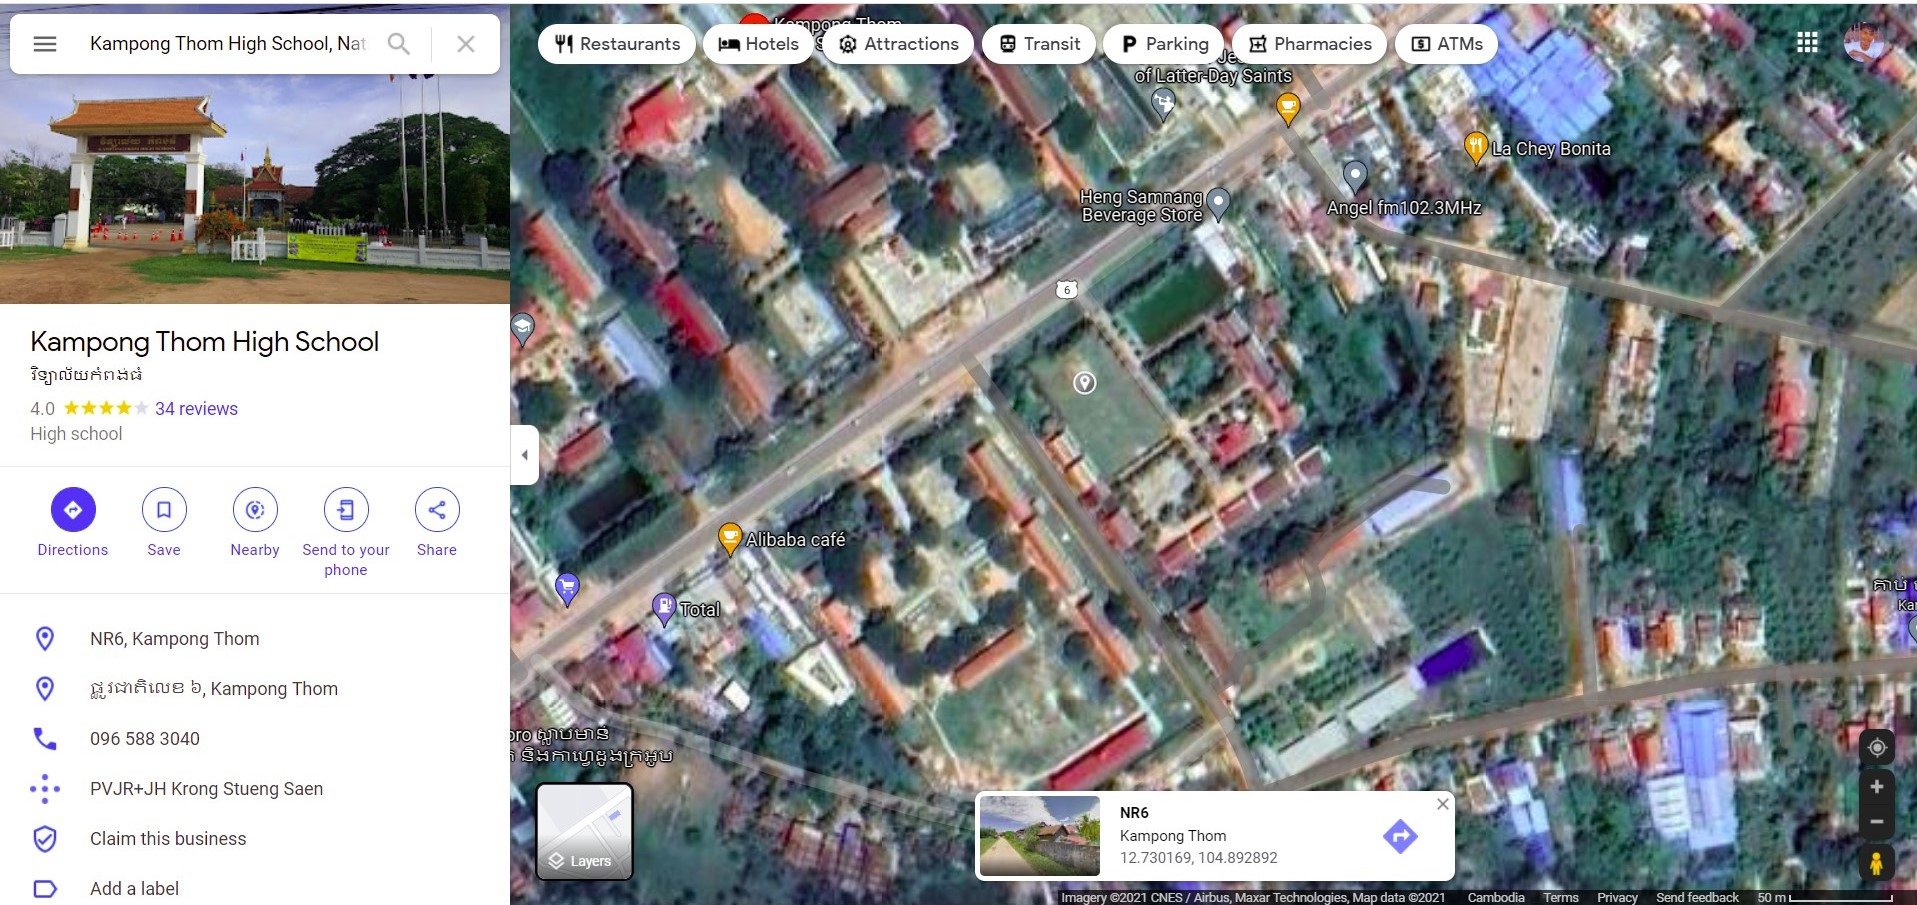 Kampong Thom High School, Nat
Kampong Thom High School
វិទ្យាល័យកំពង់ធំ
4.0
34 reviews
High school
Directions
Save
Nearby
Send to your
phone
Share
NR6, Kampong Thom
ផ្លូវជាតិលេខ ៦, Kampong Thom
096 588 3040
PVJR+JH Krong Stueng Saen
Claim this business
Add a label
Kampong Thom
Restaurants
Hotels
Attractions
Transit
Parking
Pharmacies
ATMs
of Latter-Day Saints
La Chey Bonita
Heng Samnang
Beverage Store
Angel fm102.3MHz
6
Alibaba café
Total
ស្លាបមាន់
និងកាហ្វេដូងក្រអូប
Layers
NR6
Kampong Thom
12.730169, 104.892892
Imagery ©2021 CNES / Airbus, Maxar Technologies, Map data ©2021
Cambodia
Terms
Privacy
Send feedback
50 m